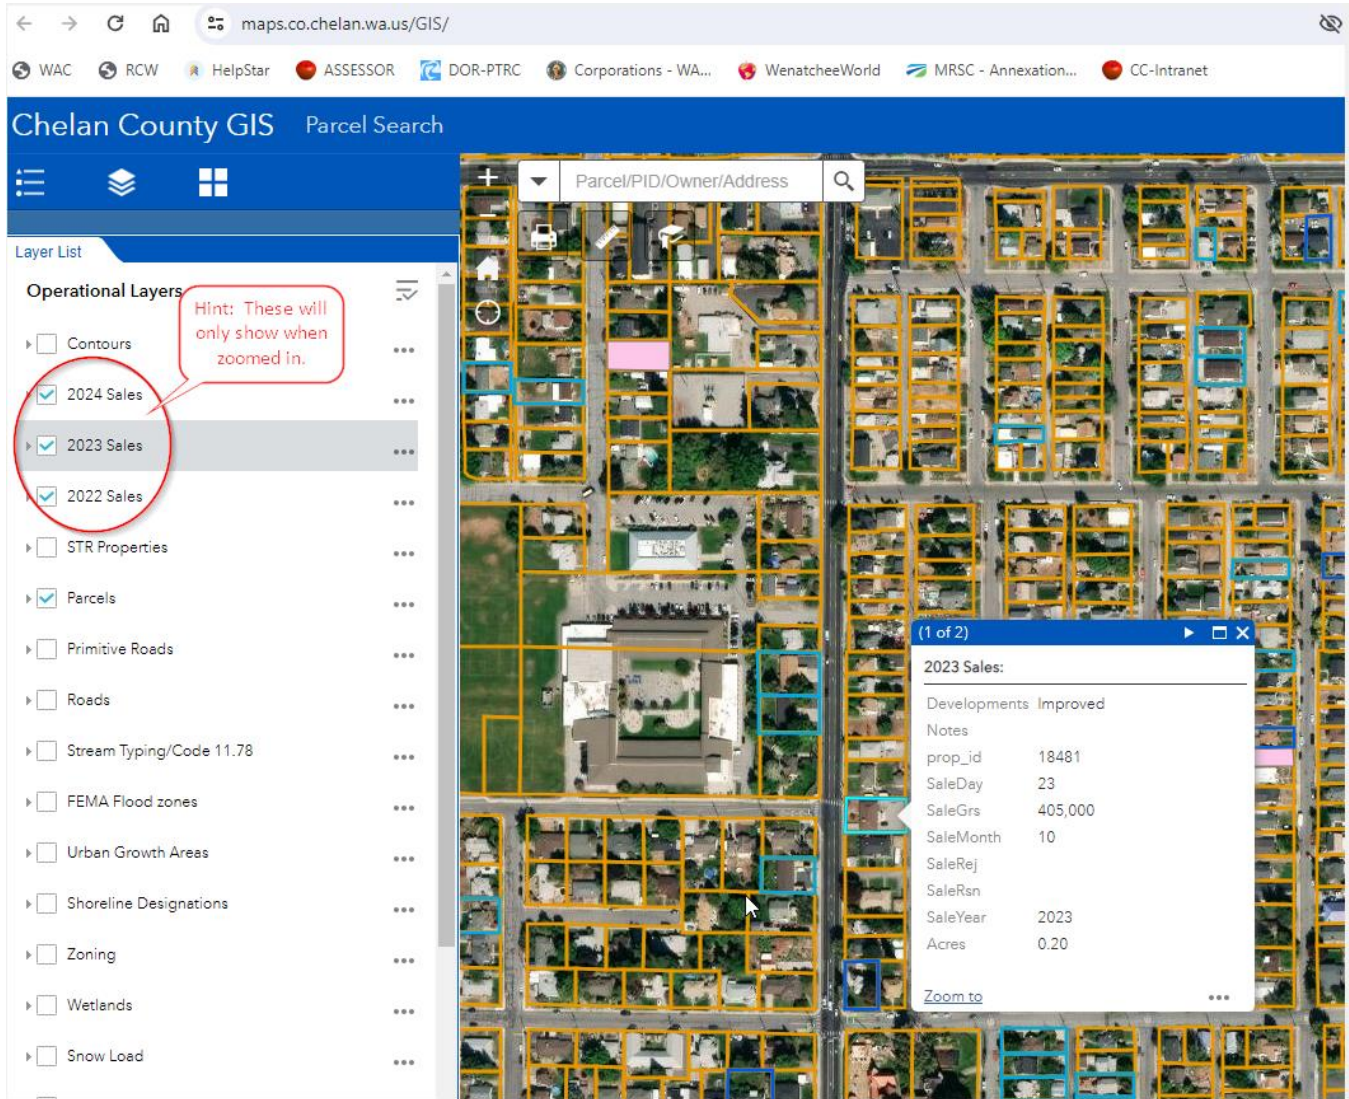 maps.co.chelan.wa.us/GIS/
WAC RCW HelpStar ASSESSOR DOR-PTRC Corporations - WA... WenatcheeWorld MRSC - Annexation... CC-Intranet
Chelan County GIS Parcel Search
Parcel/PID/Owner/Address
Layer List
Operational Layers
Hint: These will
only show when
zoomed in.
Contours
2024 Sales
2023 Sales
2022 Sales
STR Properties
Parcels
Primitive Roads
Roads
Stream Typing/Code 11.78
FEMA Flood zones
Urban Growth Areas
Shoreline Designations
Zoning
Wetlands
Snow Load
(1 of 2)
2023 Sales:
Developments Improved
Notes
prop_id 18481
SaleDay 23
SaleGrs 405,000
SaleMonth 10
SaleRej
SaleRsn
SaleYear 2023
Acres 0.20
Zoom to